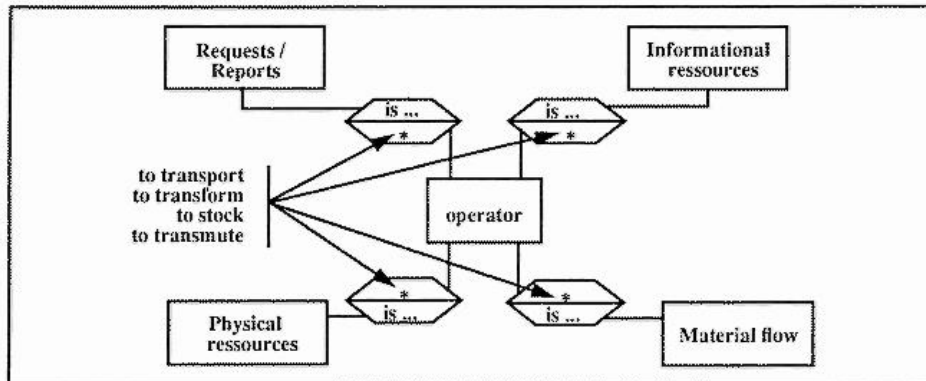 Requests /
Reports
Informational
ressources
is ...
*
is ...
*
to transport
to transform
to stock
to transmute
operator
*
is ...
*
is ...
Physical
ressources
Material flow